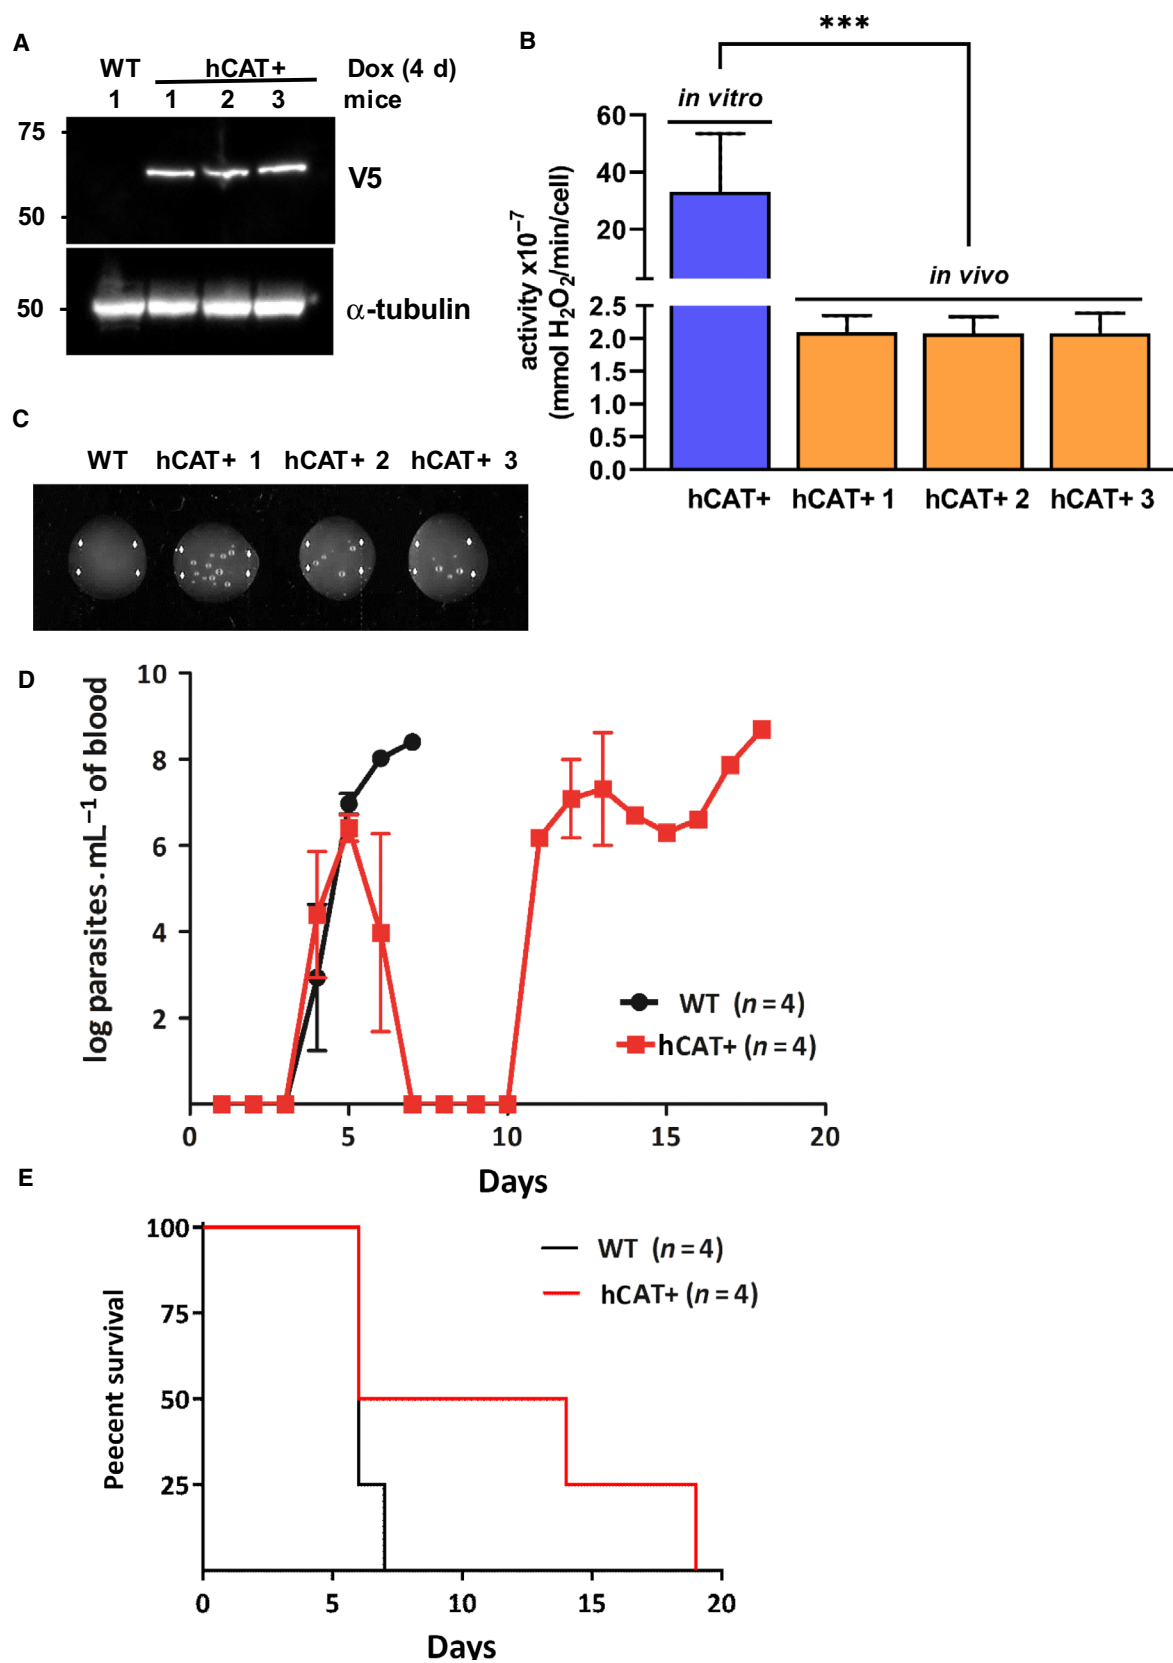 A
WT hCAT+ Dox (4 d)
1 1 2 3 mice
75
V5
50
50
α-tubulin
B
***
in vitro
in vivo
activity x10⁻⁷
(mmol H₂O₂/min/cell)
60
40
20
2.5
2.0
1.5
1.0
0.5
0.0
hCAT+ hCAT+ 1 hCAT+ 2 hCAT+ 3
C
WT hCAT+ 1 hCAT+ 2 hCAT+ 3
D
log parasites.mL⁻¹ of blood
10
8
6
4
2
WT (n = 4)
hCAT+ (n = 4)
0 5 10 15 20
Days
E
Peecent survival
100
75
50
25
WT (n = 4)
hCAT+ (n = 4)
0 5 10 15 20
Days